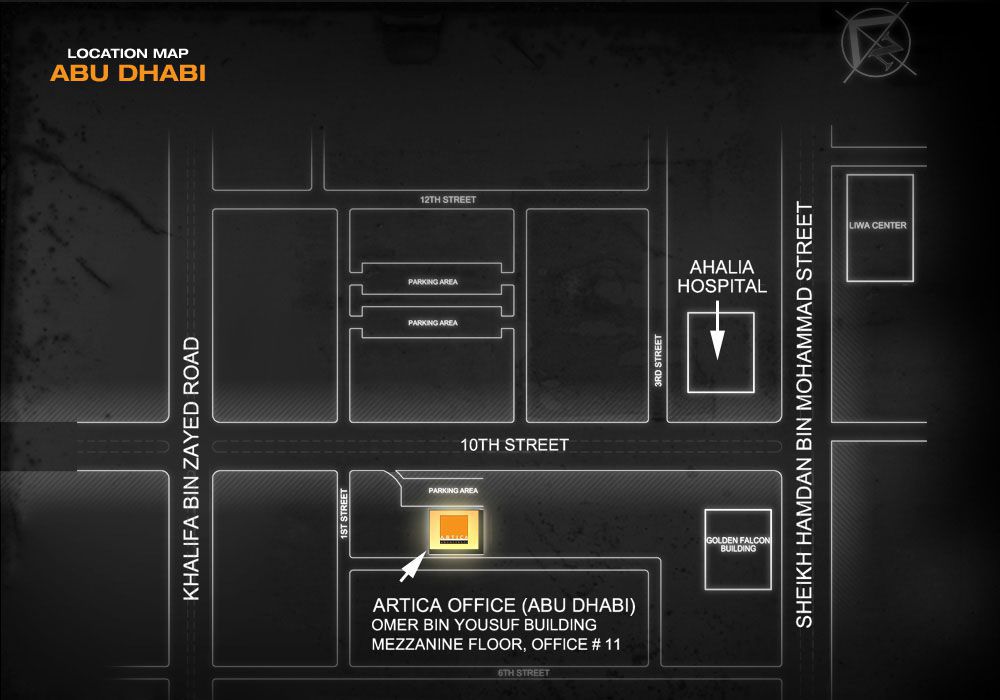 LOCATION MAP
ABU DHABI
12TH STREET
LIWA CENTER
PARKING AREA
AHALIA
HOSPITAL
PARKING AREA
3RD STREET
SHEIKH HAMDAN BIN MOHAMMAD STREET
KHALIFA BIN ZAYED ROAD
10TH STREET
PARKING AREA
1ST STREET
ARTICA
GOLDEN FALCON
BUILDING
ARTICA OFFICE (ABU DHABI)
OMER BIN YOUSUF BUILDING
MEZZANINE FLOOR, OFFICE # 11
6TH STREET